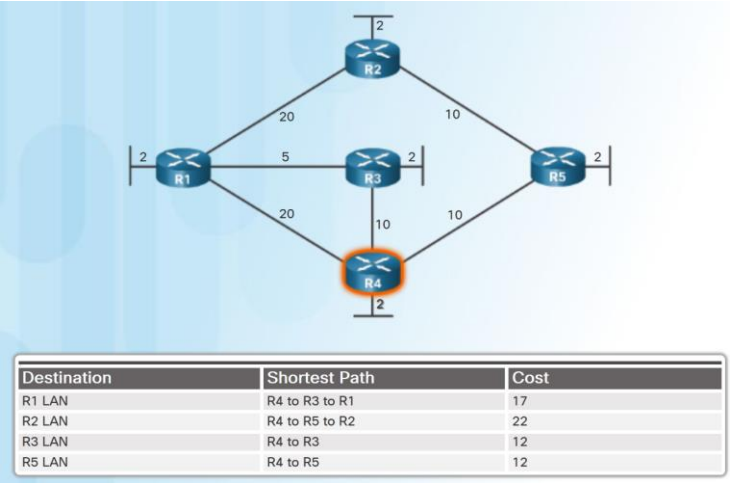 2
R2
20
10
2
5
2
2
R1
R3
R5
20
10
10
R4
2
Destination Shortest Path Cost
R1 LAN R4 to R3 to R1 17
R2 LAN R4 to R5 to R2 22
R3 LAN R4 to R3 12
R5 LAN R4 to R5 12